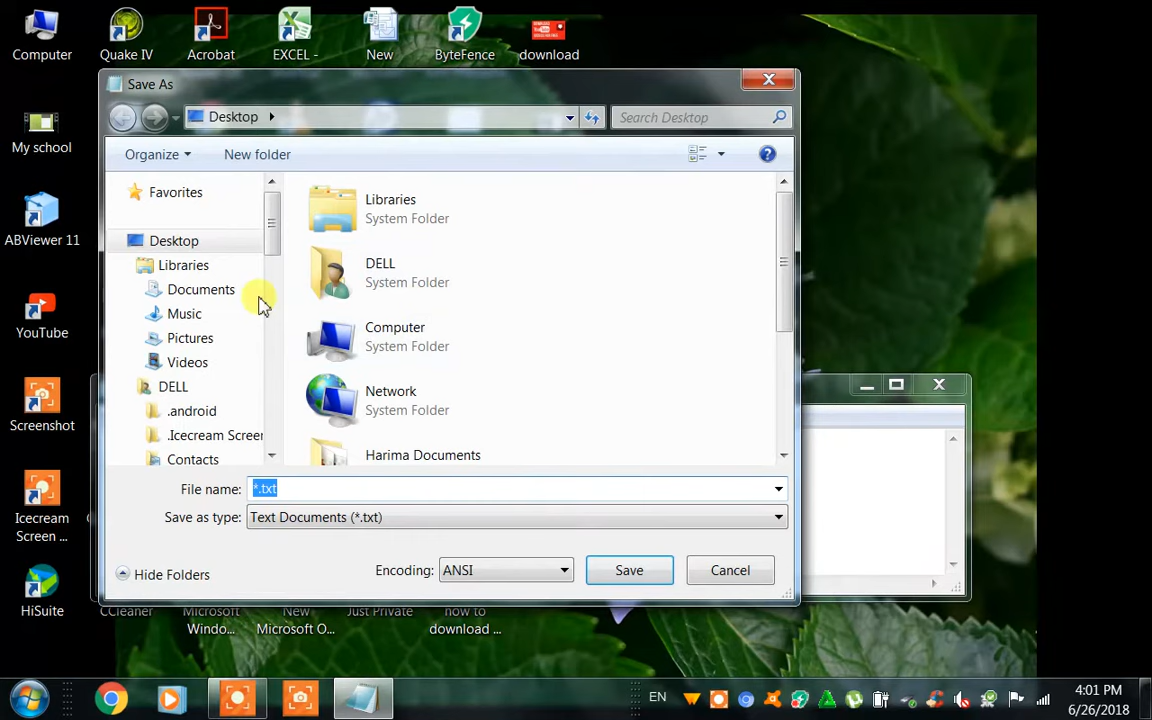 Computer
Quake IV
Acrobat
EXCEL -
New
ByteFence
download
My school
ABViewer 11
YouTube
Screenshot
Icecream
Screen ...
HiSuite
Save As
Desktop
Search Desktop
Organize
New folder
Favorites
Desktop
Libraries
Documents
Music
Pictures
Videos
DELL
.android
.Icecream Screen
Contacts
Libraries
System Folder
DELL
System Folder
Computer
System Folder
Network
System Folder
Harima Documents
File name: *.txt
Save as type: Text Documents (*.txt)
Hide Folders
Encoding: ANSI
Save
Cancel
CCleaner
Microsoft
Windo...
New
Microsoft O...
Just Private
how to
download ...
EN
4:01 PM
6/26/2018